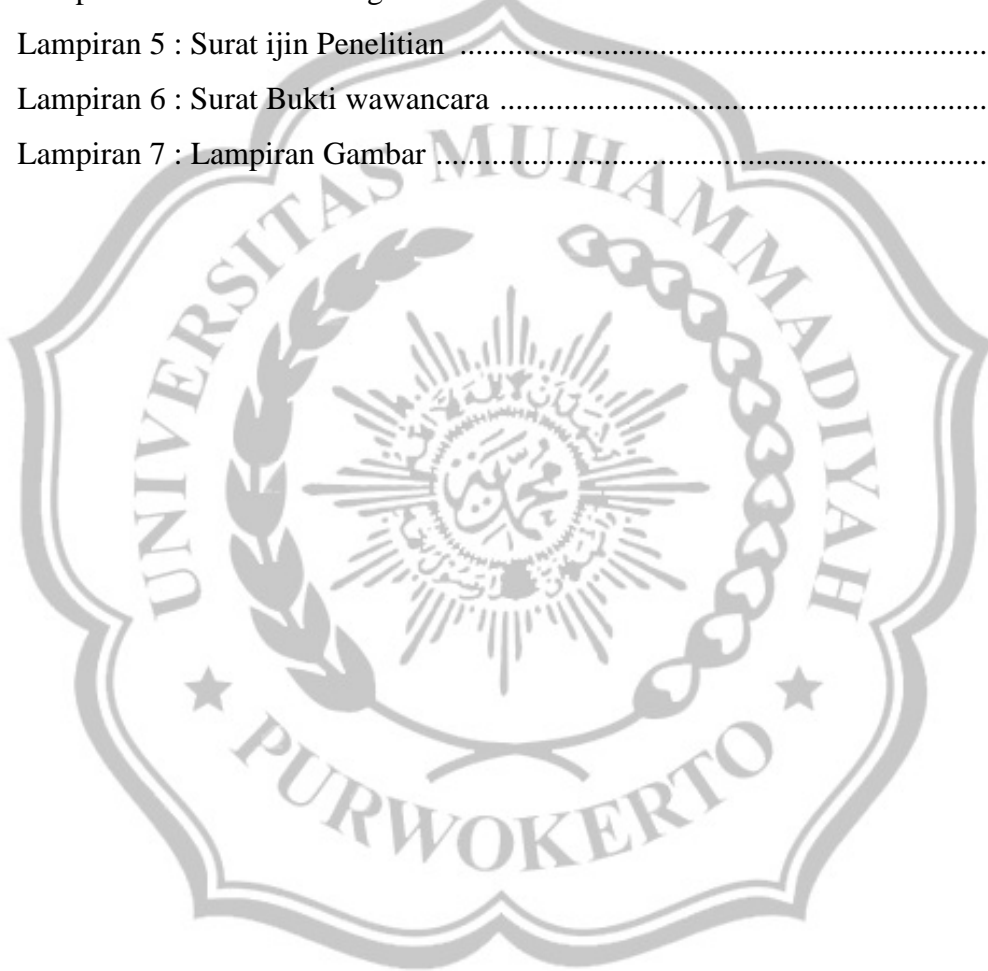 Lampiran 5 : Surat ijin Penelitian ....................................................................
Lampiran 6 : Surat Bukti wawancara ...............................................................
Lampiran 7 : Lampiran Gambar .......................................................................
UNIVERSITAS MUHAMMADIYAH
PURWOKERTO